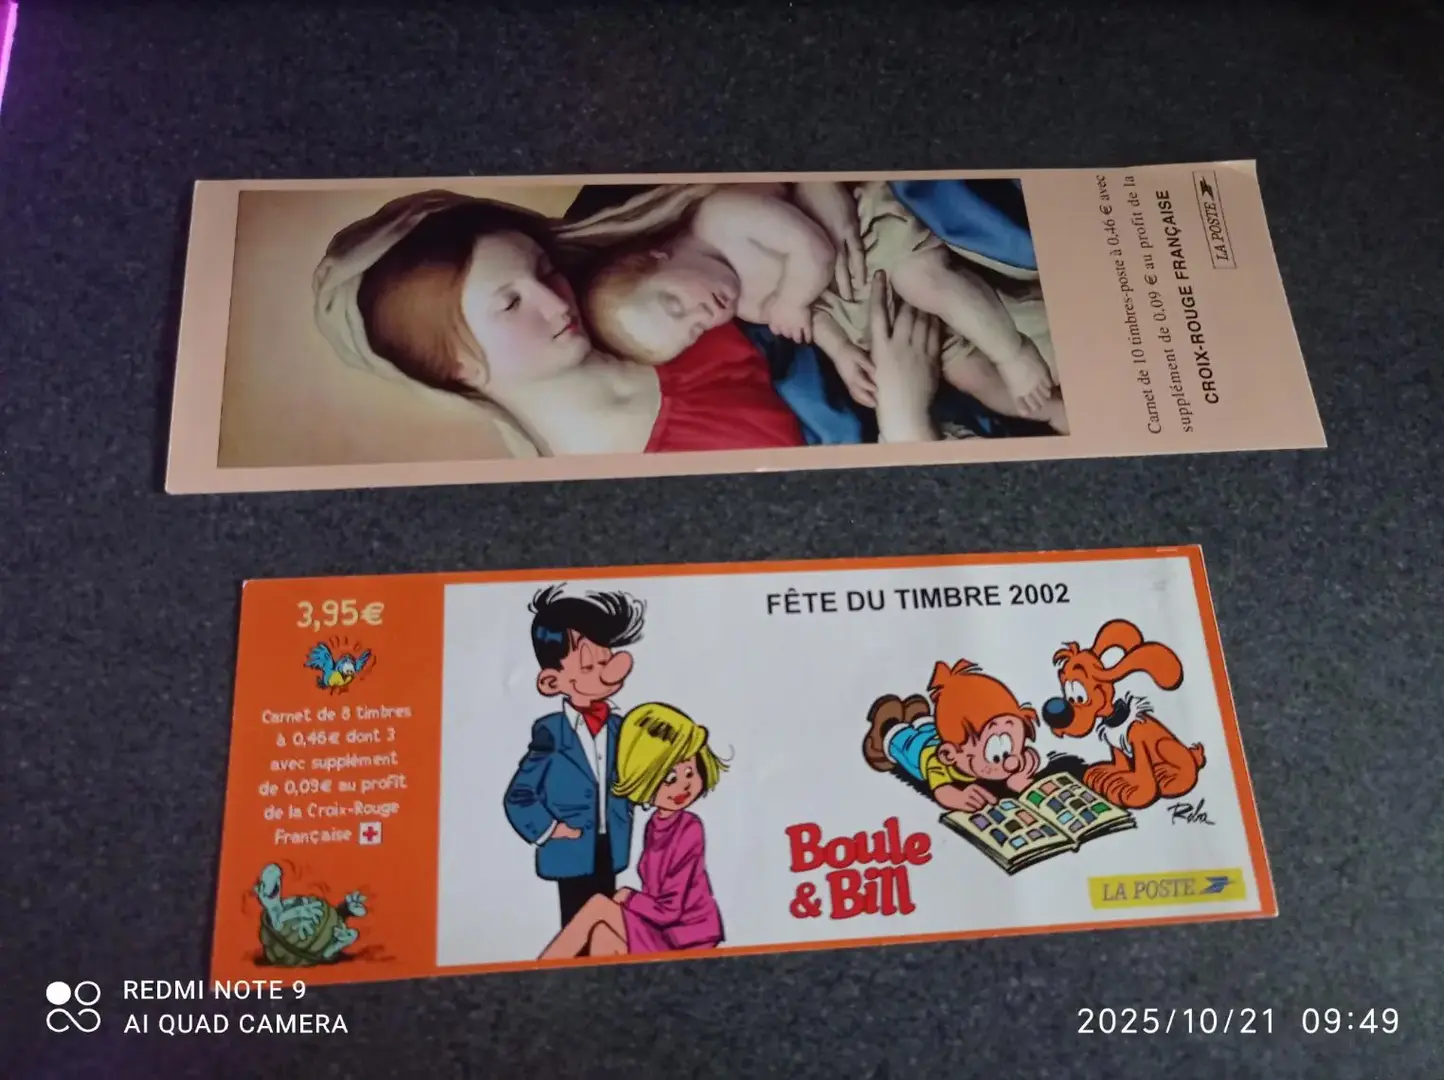 Carnet de 10 timbres-poste à 0,46 € avec
supplément de 0.09 € au profit de la
CROIX-ROUGE FRANÇAISE
LA POSTE
3,95€
Carnet de 8 timbres
à 0,46€ dont 3
avec supplément
de 0,09€ au profit
de la Croix-Rouge
Française
FÊTE DU TIMBRE 2002
Boule
& Bill
Roba
LA POSTE
REDMI NOTE 9
AI QUAD CAMERA
2025/10/21 09:49